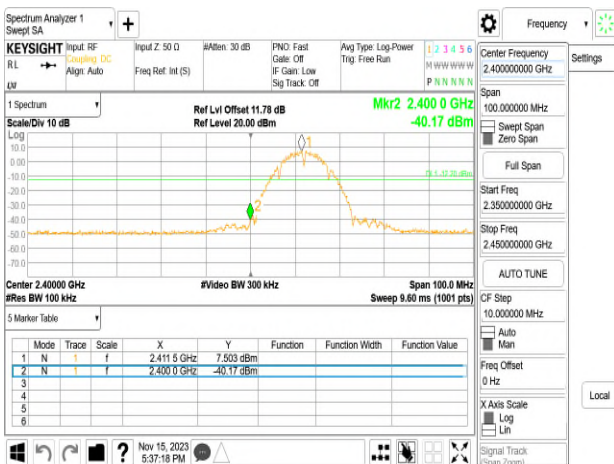 Spectrum Analyzer 1
Swept SA
+
Frequency
KEYSIGHT Input: RF Input Z: 50 Ω #Atten: 30 dB PNO: Fast Avg Type: Log-Power 1 2 3 4 5 6
RL Coupling: DC Gate: Off Trig: Free Run M W W W W W
Align: Auto Freq Ref: Int (S) IF Gain: Low P N N N N N
Sig Track: Off
Center Frequency
2.400000000 GHz
Settings
1 Spectrum
Scale/Div 10 dB
Ref Lvl Offset 11.78 dB
Ref Level 20.00 dBm
Mkr2 2.400 0 GHz
-40.17 dBm
Span
100.000000 MHz
Swept Span
Zero Span
Full Span
Start Freq
2.350000000 GHz
Stop Freq
2.450000000 GHz
AUTO TUNE
CF Step
10.000000 MHz
Auto
Man
Freq Offset
0 Hz
X Axis Scale
Log
Lin
Local
Signal Track
(Span Zoom)
Log
10.0
0.00
-10.0
-20.0
-30.0
-40.0
-50.0
-60.0
-70.0
1
2
Center 2.40000 GHz #Video BW 300 kHz Span 100.0 MHz
#Res BW 100 kHz Sweep 9.60 ms (1001 pts)
5 Marker Table
Mode Trace Scale X Y Function Function Width Function Value
1 N 1 f 2.411 5 GHz 7.503 dBm
2 N 1 f 2.400 0 GHz -40.17 dBm
3
4
5
6
? Nov 15, 2023
5:37:18 PM